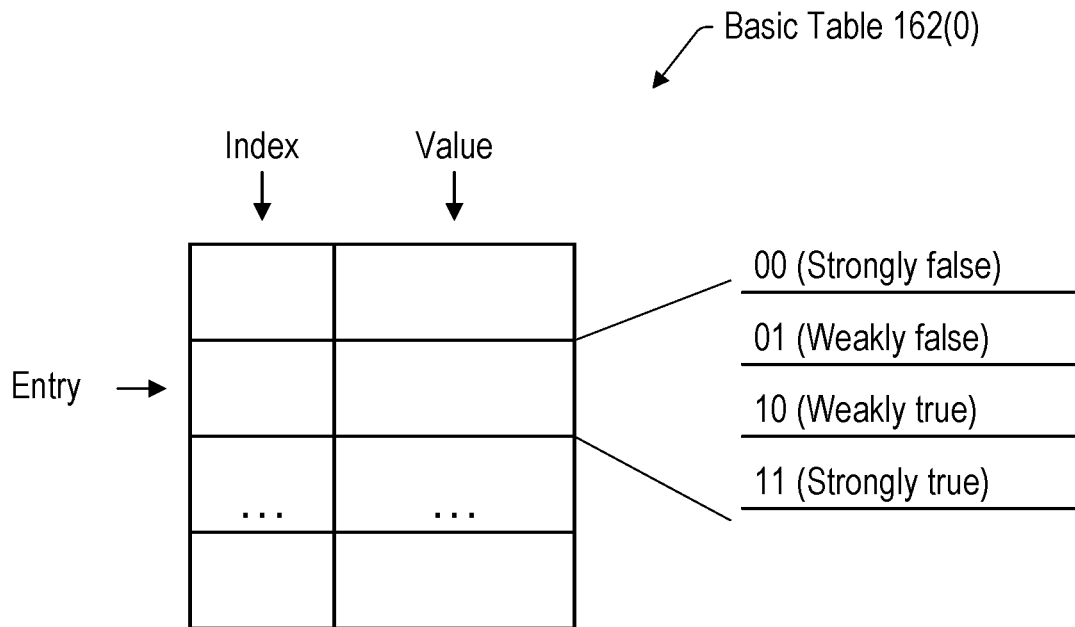 Basic Table 162(0)
Index Value
00 (Strongly false)
01 (Weakly false)
Entry
10 (Weakly true)
11 (Strongly true)
... ...